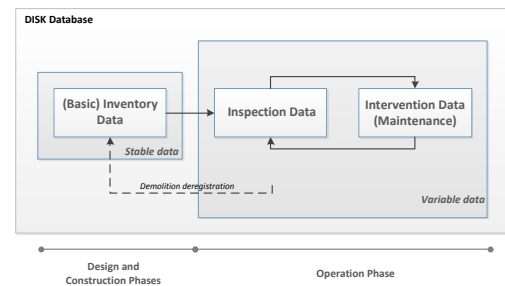 DISK Database
(Basic) Inventory
Data
Inspection Data
Intervention Data
(Maintenance)
Stable data
Demolition deregistration
Variable data
Design and
Construction Phases
Operation Phase